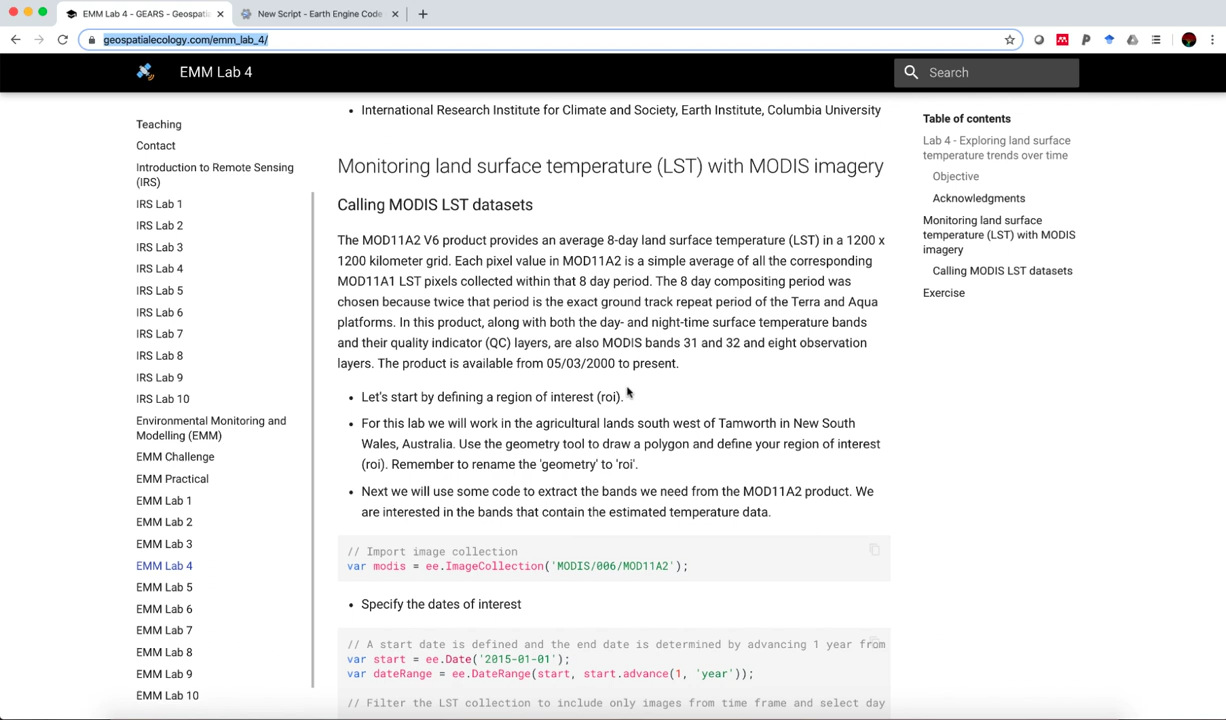 EMM Lab 4 - GEARS - Geospatia
New Script - Earth Engine Code
geospatialecology.com/emm_lab_4/
EMM Lab 4
Search
Teaching
Contact
Introduction to Remote Sensing
(IRS)
IRS Lab 1
IRS Lab 2
IRS Lab 3
IRS Lab 4
IRS Lab 5
IRS Lab 6
IRS Lab 7
IRS Lab 8
IRS Lab 9
IRS Lab 10
Environmental Monitoring and
Modelling (EMM)
EMM Challenge
EMM Practical
EMM Lab 1
EMM Lab 2
EMM Lab 3
EMM Lab 4
EMM Lab 5
EMM Lab 6
EMM Lab 7
EMM Lab 8
EMM Lab 9
EMM Lab 10
• International Research Institute for Climate and Society, Earth Institute, Columbia University
Monitoring land surface temperature (LST) with MODIS imagery
Calling MODIS LST datasets
The MOD11A2 V6 product provides an average 8-day land surface temperature (LST) in a 1200 x
1200 kilometer grid. Each pixel value in MOD11A2 is a simple average of all the corresponding
MOD11A1 LST pixels collected within that 8 day period. The 8 day compositing period was
chosen because twice that period is the exact ground track repeat period of the Terra and Aqua
platforms. In this product, along with both the day- and night-time surface temperature bands
and their quality indicator (QC) layers, are also MODIS bands 31 and 32 and eight observation
layers. The product is available from 05/03/2000 to present.
• Let's start by defining a region of interest (roi).
• For this lab we will work in the agricultural lands south west of Tamworth in New South
Wales, Australia. Use the geometry tool to draw a polygon and define your region of interest
(roi). Remember to rename the 'geometry' to 'roi'.
• Next we will use some code to extract the bands we need from the MOD11A2 product. We
are interested in the bands that contain the estimated temperature data.
// Import image collection
var modis = ee.ImageCollection('MODIS/006/MOD11A2');
• Specify the dates of interest
// A start date is defined and the end date is determined by advancing 1 year from
var start = ee.Date('2015-01-01');
var dateRange = ee.DateRange(start, start.advance(1, 'year'));
// Filter the LST collection to include only images from time frame and select day
Table of contents
Lab 4 - Exploring land surface
temperature trends over time
Objective
Acknowledgments
Monitoring land surface
temperature (LST) with MODIS
imagery
Calling MODIS LST datasets
Exercise